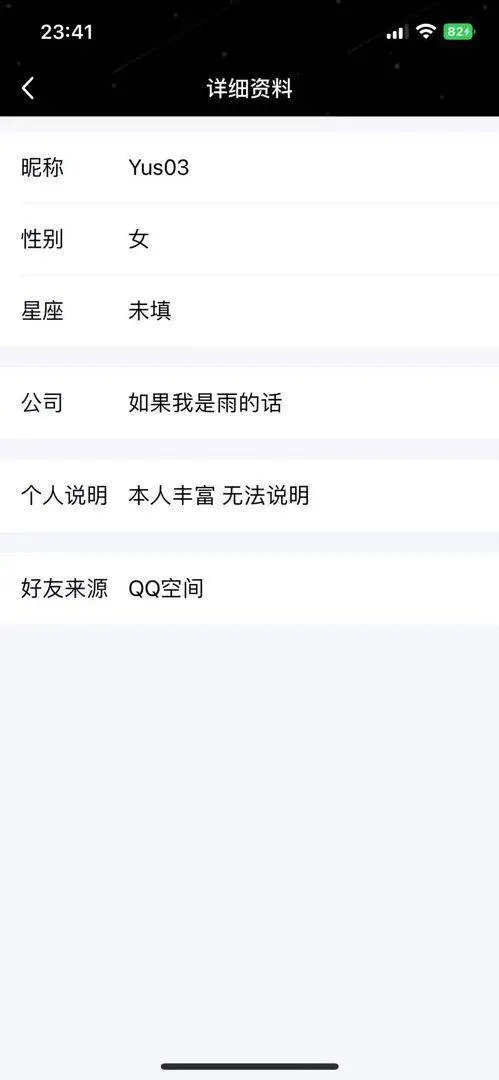 23:41
82
详细资料
昵称 Yus03
性别 女
星座 未填
公司 如果我是雨的话
个人说明 本人丰富 无法说明
好友来源 QQ空间